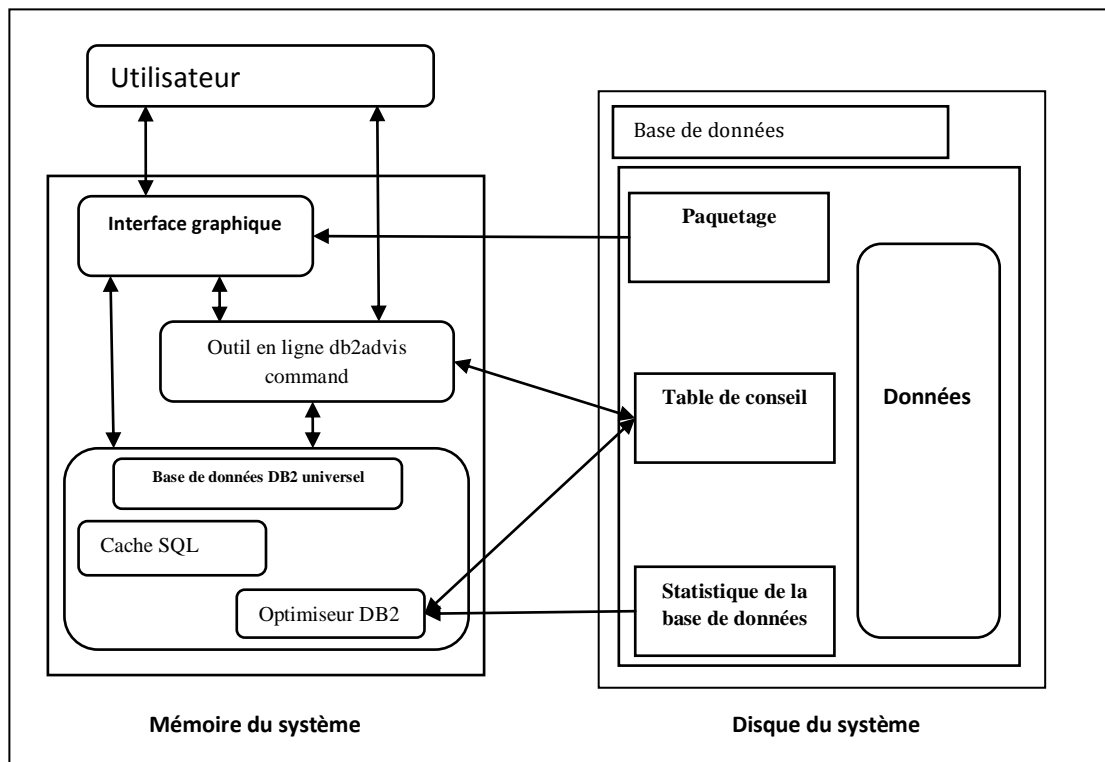 Utilisateur
Base de données
Interface graphique
Paquetage
Outil en ligne db2advis
command
Table de conseil
Données
Base de données DB2 universel
Cache SQL
Optimiseur DB2
Statistique de la
base de données
Mémoire du système
Disque du système